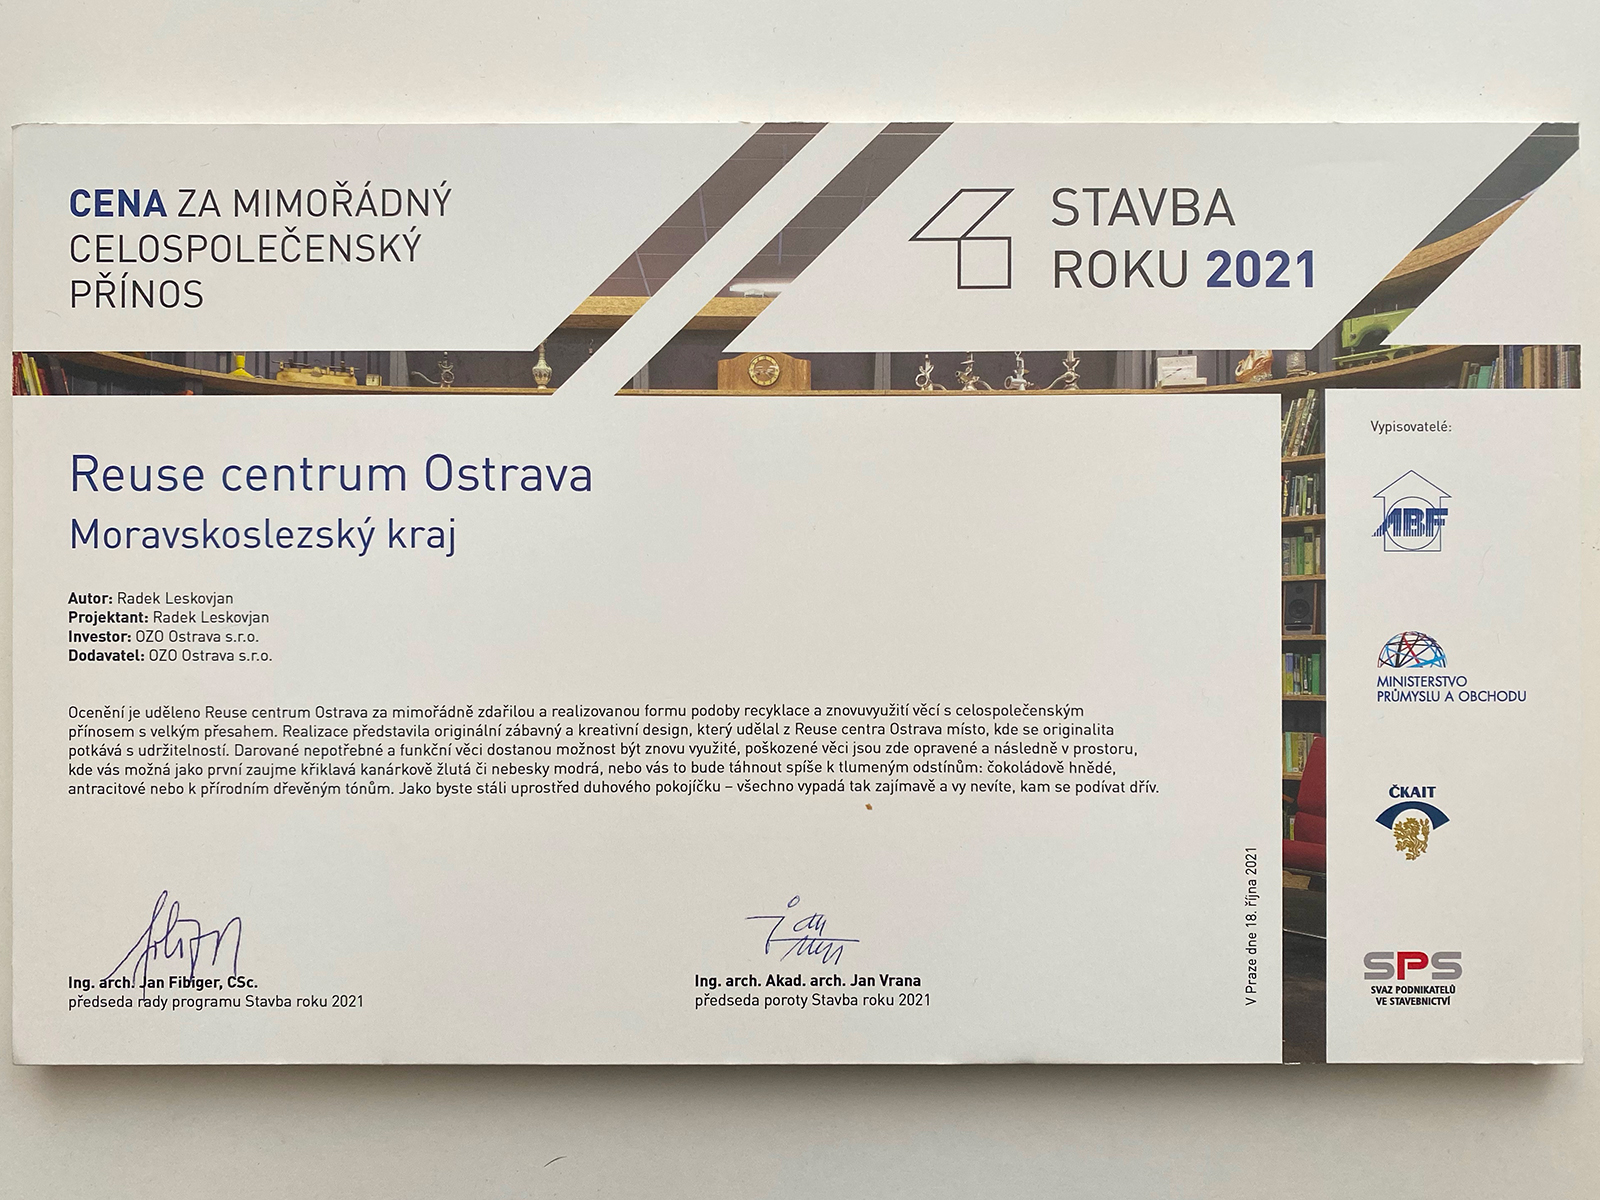 CENA ZA MIMOŘÁDNÝ
CELOSPOLEČENSKÝ
PŘÍNOS
STAVBA
ROKU 2021
Reuse centrum Ostrava
Moravskoslezský kraj
Autor: Radek Leskovjan
Projektant: Radek Leskovjan
Investor: OZO Ostrava s.r.o.
Dodavatel: OZO Ostrava s.r.o.
Ocenění je uděleno Reuse centrum Ostrava za mimořádně zdařilou a realizovanou formu podoby recyklace a znovuvyužití věcí s celospolečenským
přínosem s velkým přesahem. Realizace představila originální zábavný a kreativní design, který udělal z Reuse centra Ostrava místo, kde se originalita
potkává s udržitelností. Darované nepotřebné a funkční věci dostanou možnost být znovu využité, poškozené věci jsou zde opravené a následně v prostoru,
kde vás možná jako první zaujme křiklavá kanárkově žlutá či nebesky modrá, nebo vás to bude táhnout spíše k tlumeným odstínům: čokoládově hnědé,
antracitové nebo k přírodním dřevěným tónům. Jako byste stáli uprostřed duhového pokojíčku – všechno vypadá tak zajímavě a vy nevíte, kam se podívat dřív.
Ing. arch. Jan Fibiger, CSc.
předseda rady programu Stavba roku 2021
Ing. arch. Akad. arch. Jan Vrana
předseda poroty Stavba roku 2021
V Praze dne 18. října 2021
Vypisovatelé:
ABF
MINISTERSTVO
PRŮMYSLU A OBCHODU
ČKAIT
SPS
SVAZ PODNIKATELŮ
VE STAVEBNICTVÍ